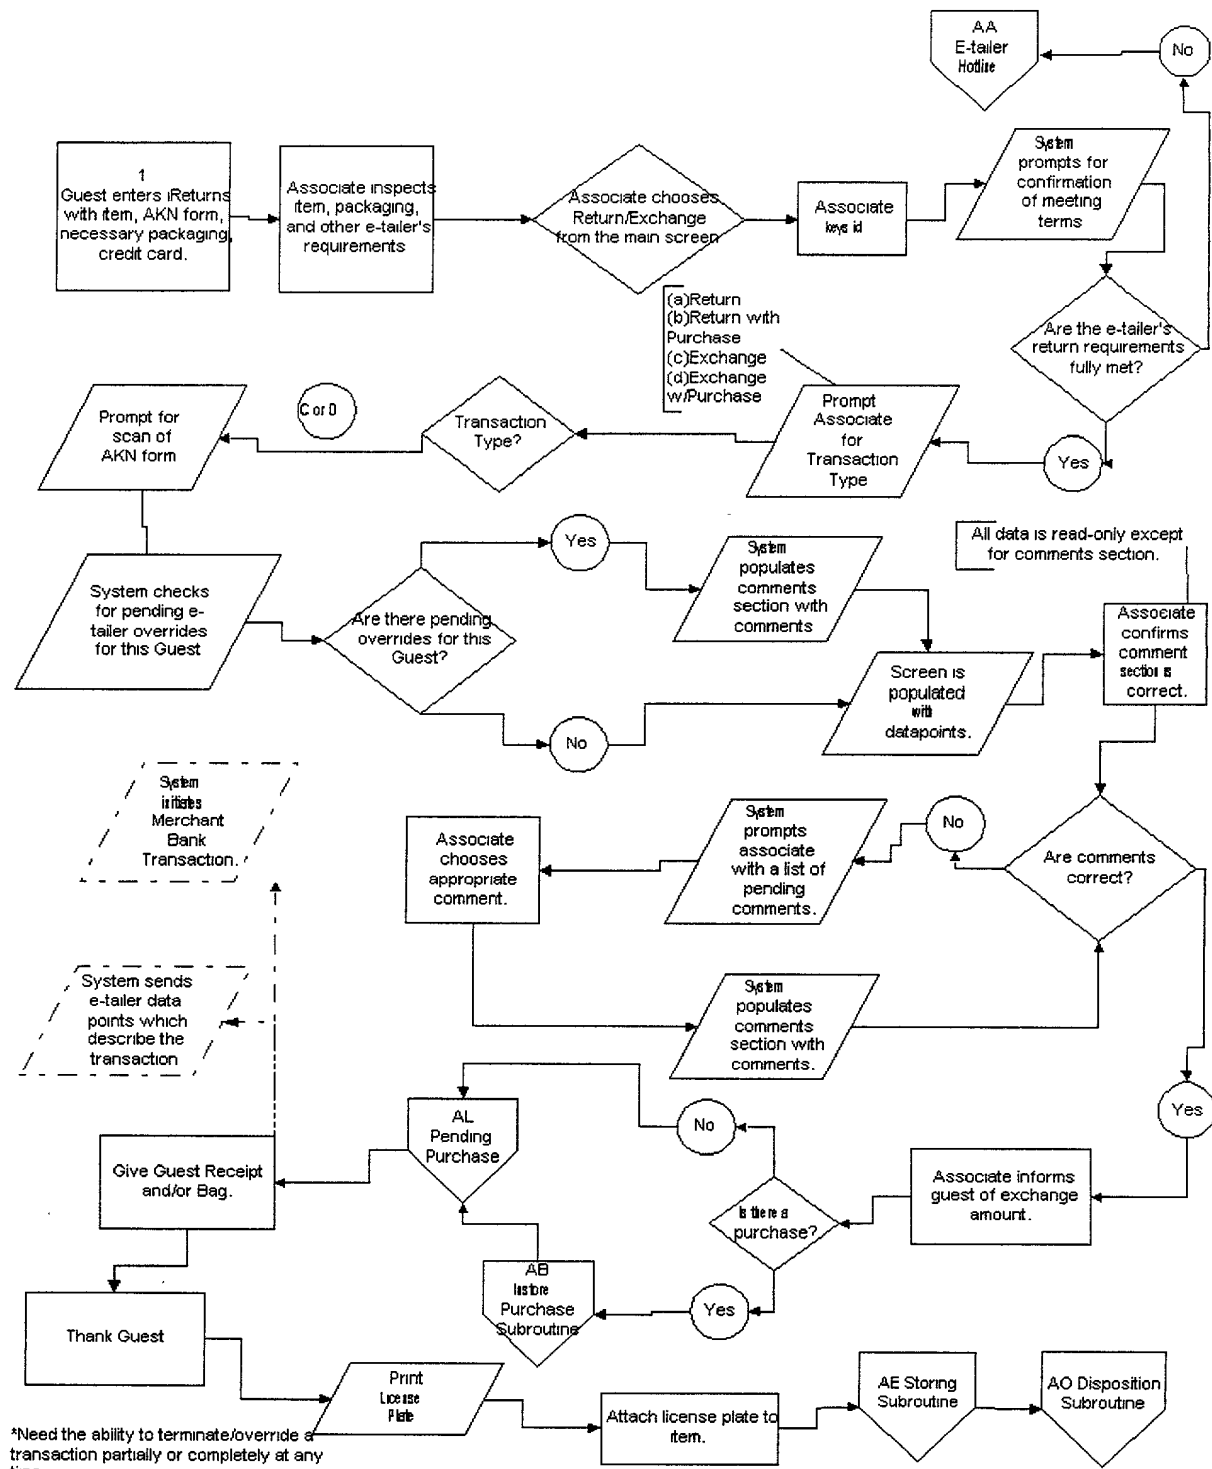 AA
E-tailer
Hotline
No
1
Guest enters iReturns
with item, AKN form,
necessary packaging,
credit card.
Associate inspects
item, packaging,
and other e-tailer's
requirements
Associate chooses
Return/Exchange
from the main screen
Associate
keys id
System
prompts for
confirmation
of meeting
terms
Are the e-tailer's
return requirements
fully met?
(a)Return
(b)Return with
Purchase
(c)Exchange
(d)Exchange
w/Purchase
Prompt
Associate
for
Transaction
Type
Yes
Transaction
Type?
C or D
Prompt for
scan of
AKN form
System checks
for pending e-
tailer overrides
for this Guest
Are there pending
overrides for this
Guest?
Yes
No
System
populates
comments
section with
comments
Screen is
populated
with
datapoints.
All data is read-only except
for comments section.
Associate
confirms
comment
section is
correct.
Are comments
correct?
No
System
prompts
associate
with a list of
pending
comments.
Associate
chooses
appropriate
comment.
System
populates
comments
section with
comments.
Yes
Associate informs
guest of exchange
amount.
Is there a
purchase?
No
Yes
AL
Pending
Purchase
AB
Instore
Purchase
Subroutine
System
initiates
Merchant
Bank
Transaction.
System sends
e-tailer data
points which
describe the
transaction
Give Guest Receipt
and/or Bag.
Thank Guest
Print
License
Plate
Attach license plate to
item.
AE Storing
Subroutine
AO Disposition
Subroutine
*Need the ability to terminate/override a
transaction partially or completely at any